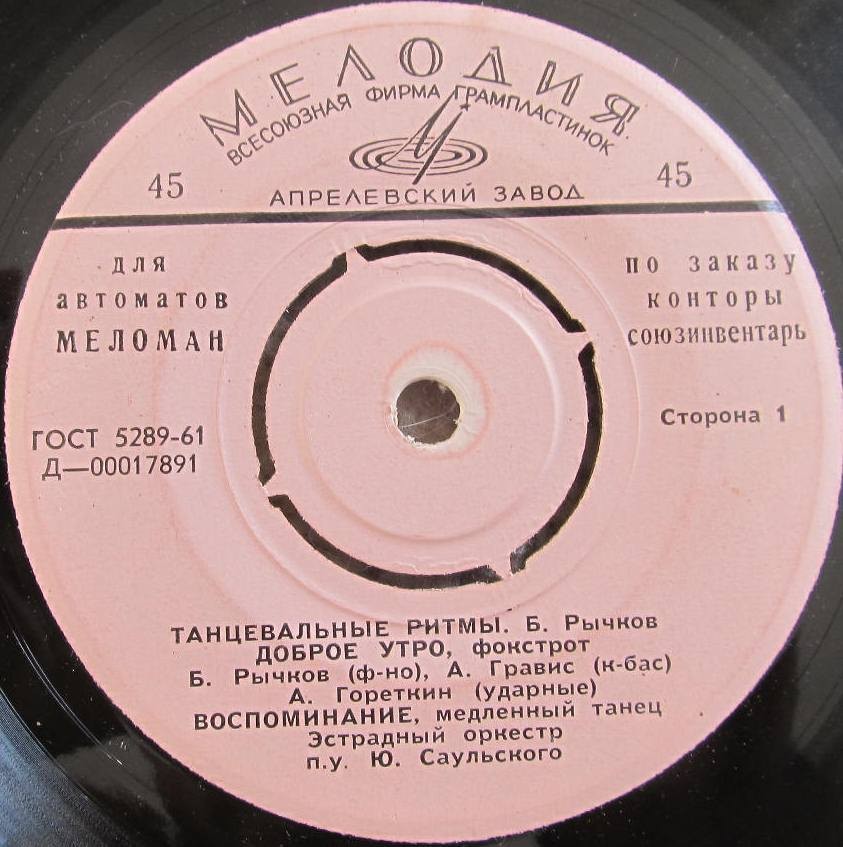 МЕЛОДИЯ
ВСЕСОЮЗНАЯ ФИРМА ГРАМПЛАСТИНОК
45
45
АПРЕЛЕВСКИЙ ЗАВОД
для
автоматов
МЕЛОМАН
по заказу
конторы
союзинвентарь
ГОСТ 5289-61
Д—00017891
Сторона 1
ТАНЦЕВАЛЬНЫЕ РИТМЫ. Б. Рычков
ДОБРОЕ УТРО, фокстрот
Б. Рычков (ф-но), А. Гравис (к-бас)
А. Гореткин (ударные)
ВОСПОМИНАНИЕ, медленный танец
Эстрадный оркестр
п.у. Ю. Саульского